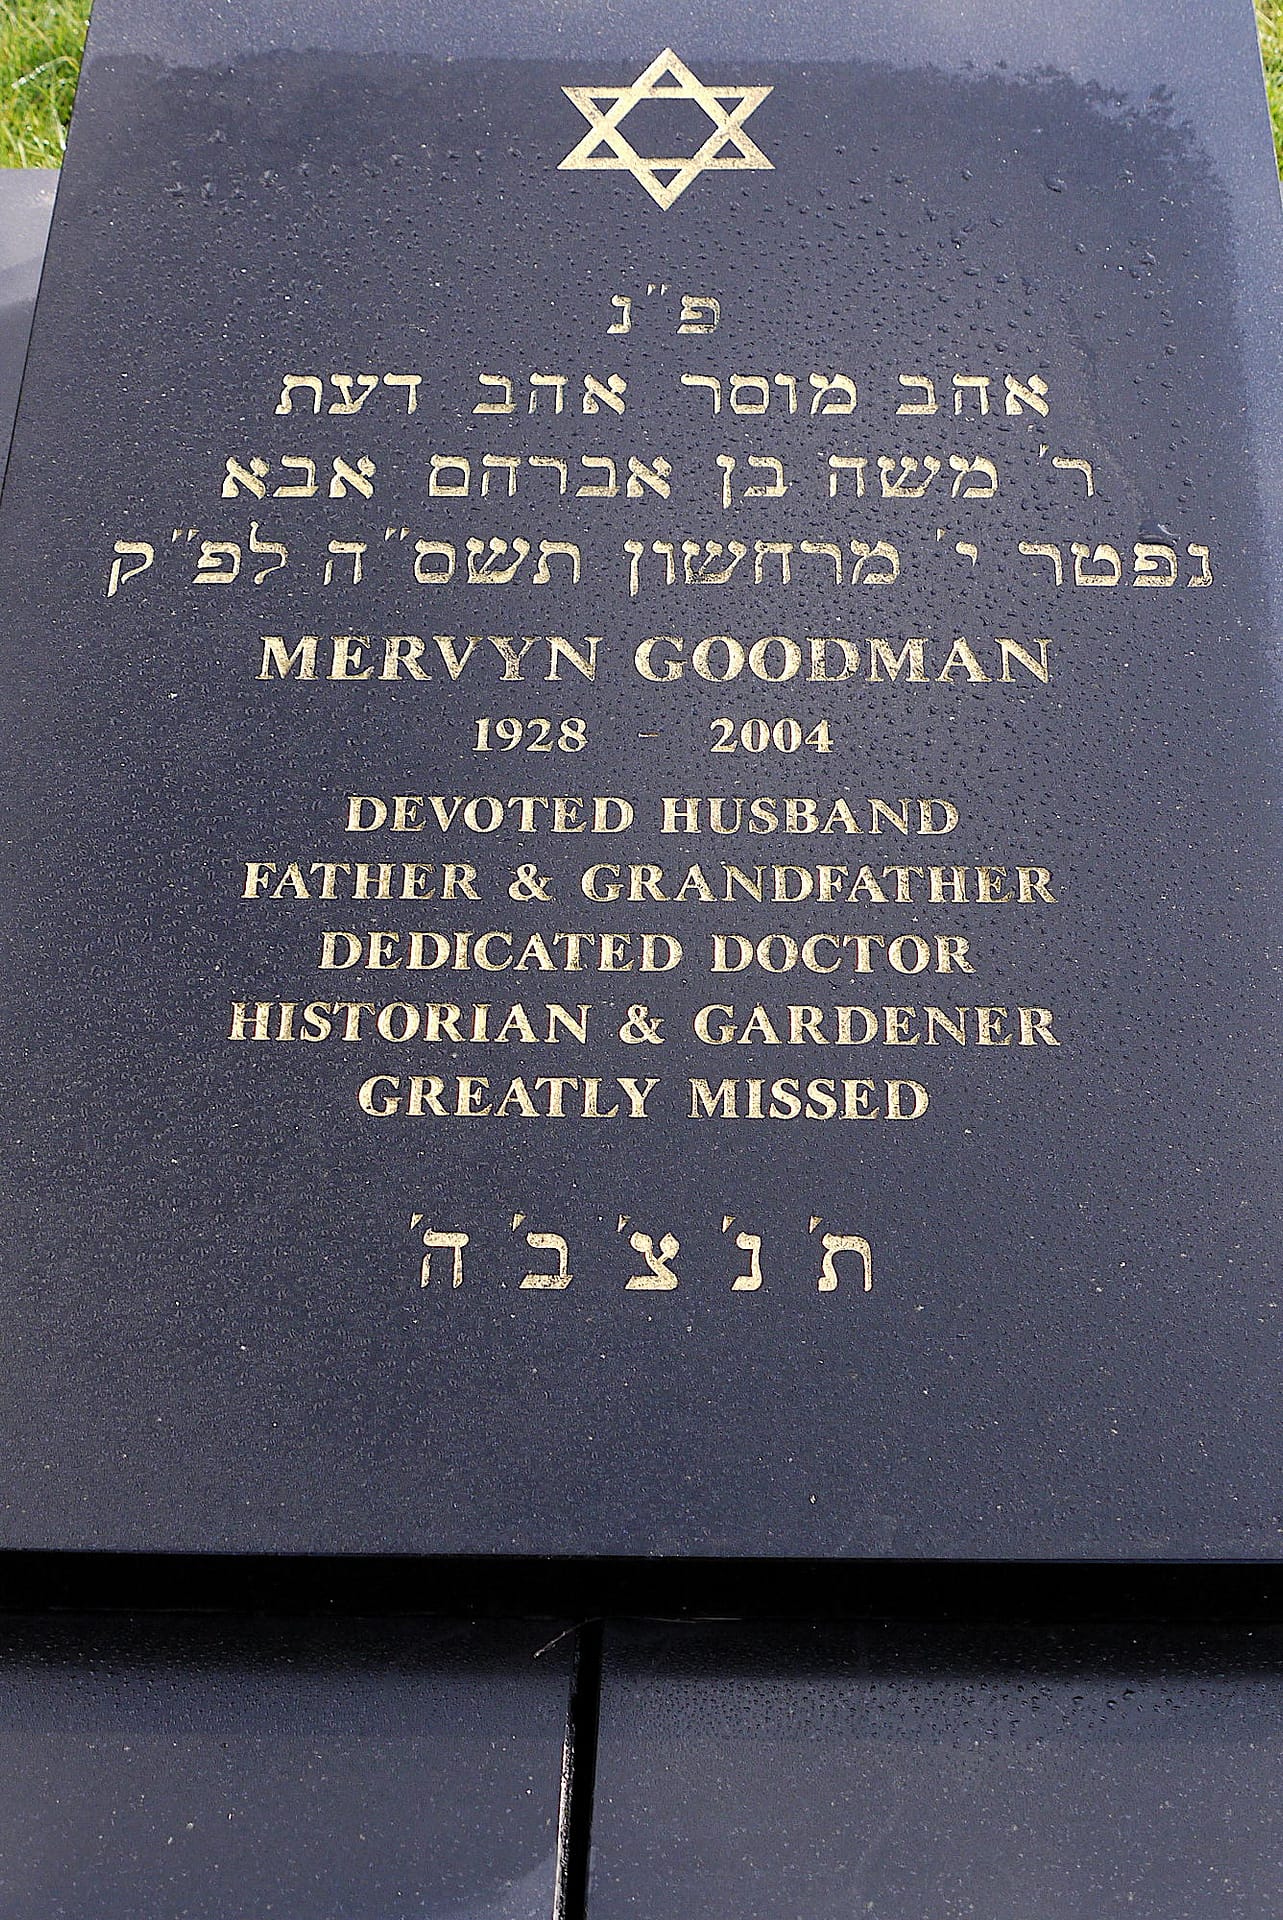 פ״נ
אהב מוסר אהב דעת
ר׳ משה בן אברהם אבא
נפטר י׳ מרחשון תשס״ה לפ״ק
MERVYN GOODMAN
1928 - 2004
DEVOTED HUSBAND
FATHER & GRANDFATHER
DEDICATED DOCTOR
HISTORIAN & GARDENER
GREATLY MISSED
ת׳ נ׳ צ׳ ב׳ ה׳